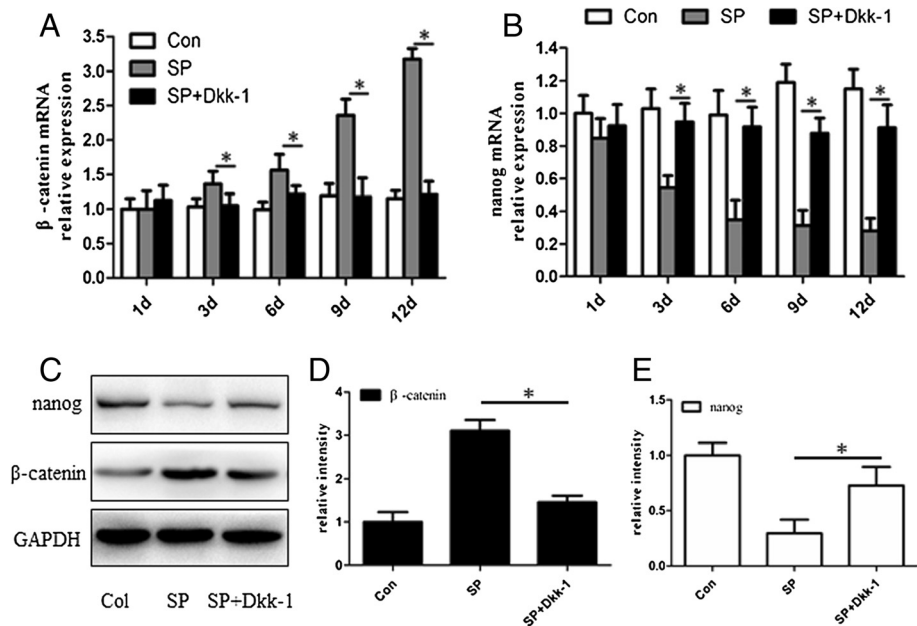 A
Con
SP
SP+Dkk-1
β -catenin mRNA
relative expression
3.5
3.0
2.5
2.0
1.5
1.0
0.5
0.0
* * * *
1d 3d 6d 9d 12d
B
Con SP SP+Dkk-1
nanog mRNA
relative expression
1.4
1.2
1.0
0.8
0.6
0.4
0.2
0.0
* * * *
1d 3d 6d 9d 12d
C
nanog
β-catenin
GAPDH
Col SP SP+Dkk-1
D
β -catenin
relative intensity
4
3
2
1
0
*
Con SP SP+Dkk-1
E
nanog
relative intensity
1.5
1.0
0.5
0.0
*
Con SP SP+Dkk-1